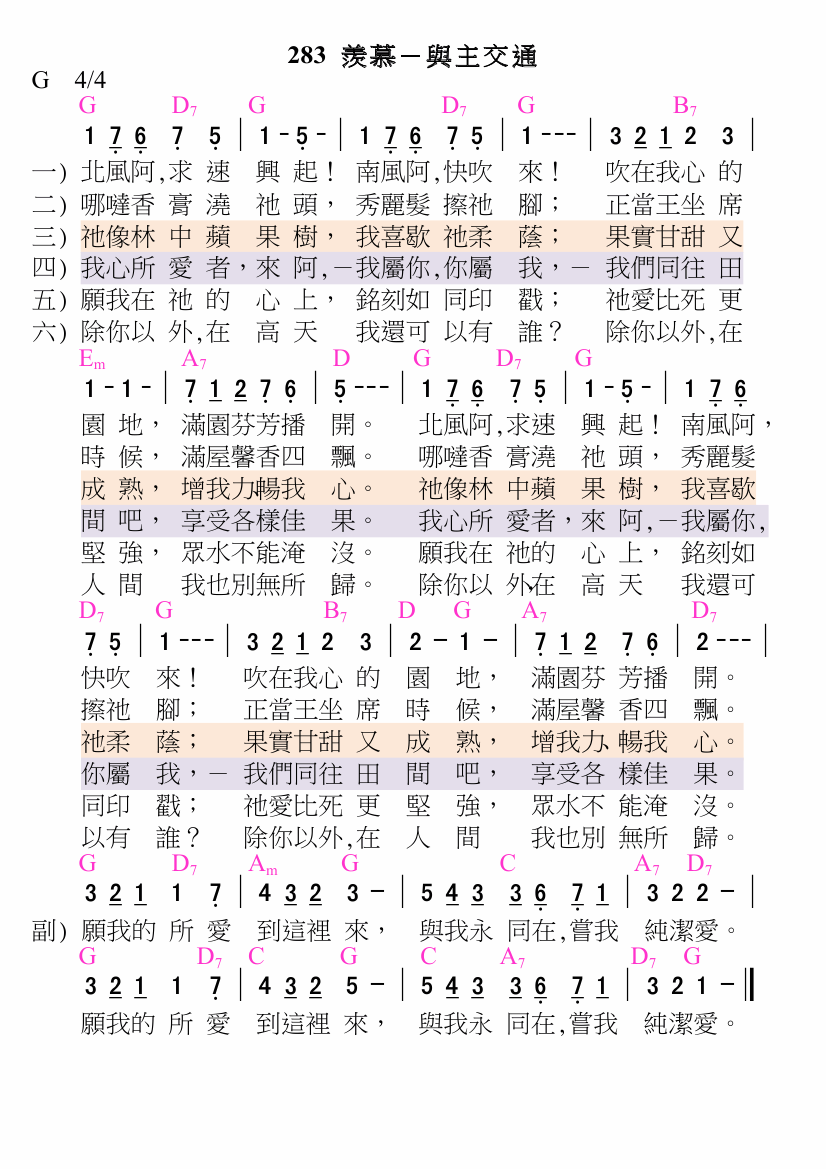 283 羨慕－與主交通
G 4/4
G D7 G D7 G B7
1 7 6 7 5 | 1 - 5 - | 1 7 6 7 5 | 1 - - - | 3 2 1 2 3 |
一) 北風阿,求 速 興 起！ 南風阿,快吹 來！ 吹在我心 的
二) 哪噠香 膏 澆 祂 頭， 秀麗髮 擦祂 腳； 正當王坐 席
三) 祂像林 中 蘋 果 樹， 我喜歇 祂柔 蔭； 果實甘甜 又
四) 我心所 愛 者，來 阿,－我屬你,你屬 我，－ 我們同往 田
五) 願我在 祂 的 心 上， 銘刻如 同印 戳； 祂愛比死 更
六) 除你以 外,在 高 天 我還可 以有 誰？ 除你以外,在
Em A7 D G D7 G
1 - 1 - | 7 1 2 7 6 | 5 - - - | 1 7 6 7 5 | 1 - 5 - | 1 7 6
園 地， 滿園芬芳播 開。 北風阿,求速 興 起！ 南風阿，
時 候， 滿屋馨香四 飄。 哪噠香 膏澆 祂 頭， 秀麗髮
成 熟， 增我力、暢我 心。 祂像林 中蘋 果 樹， 我喜歇
間 吧， 享受各樣佳 果。 我心所 愛者，來 阿,－我屬你,
堅 強， 眾水不能淹 沒。 願我在 祂的 心 上， 銘刻如
人 間 我也別無所 歸。 除你以 外,在 高 天 我還可
D7 G B7 D G A7 D7
7 5 | 1 - - - | 3 2 1 2 3 | 2 － 1 － | 7 1 2 7 6 | 2 - - - |
快吹 來！ 吹在我心 的 園 地， 滿園芬 芳播 開。
擦祂 腳； 正當王坐 席 時 候， 滿屋馨 香四 飄。
祂柔 蔭； 果實甘甜 又 成 熟， 增我力、暢我 心。
你屬 我，－ 我們同往 田 間 吧， 享受各 樣佳 果。
同印 戳； 祂愛比死 更 堅 強， 眾水不 能淹 沒。
以有 誰？ 除你以外,在 人 間 我也別 無所 歸。
G D7 Am G C A7 D7
3 2 1 1 7 | 4 3 2 3 － | 5 4 3 3 6 7 1 | 3 2 2 － |
副) 願我的 所 愛 到這裡 來， 與我永 同在,嘗我 純潔愛。
G D7 C G C A7 D7 G
3 2 1 1 7 | 4 3 2 5 － | 5 4 3 3 6 7 1 | 3 2 1 － ‖
願我的 所 愛 到這裡 來， 與我永 同在,嘗我 純潔愛。